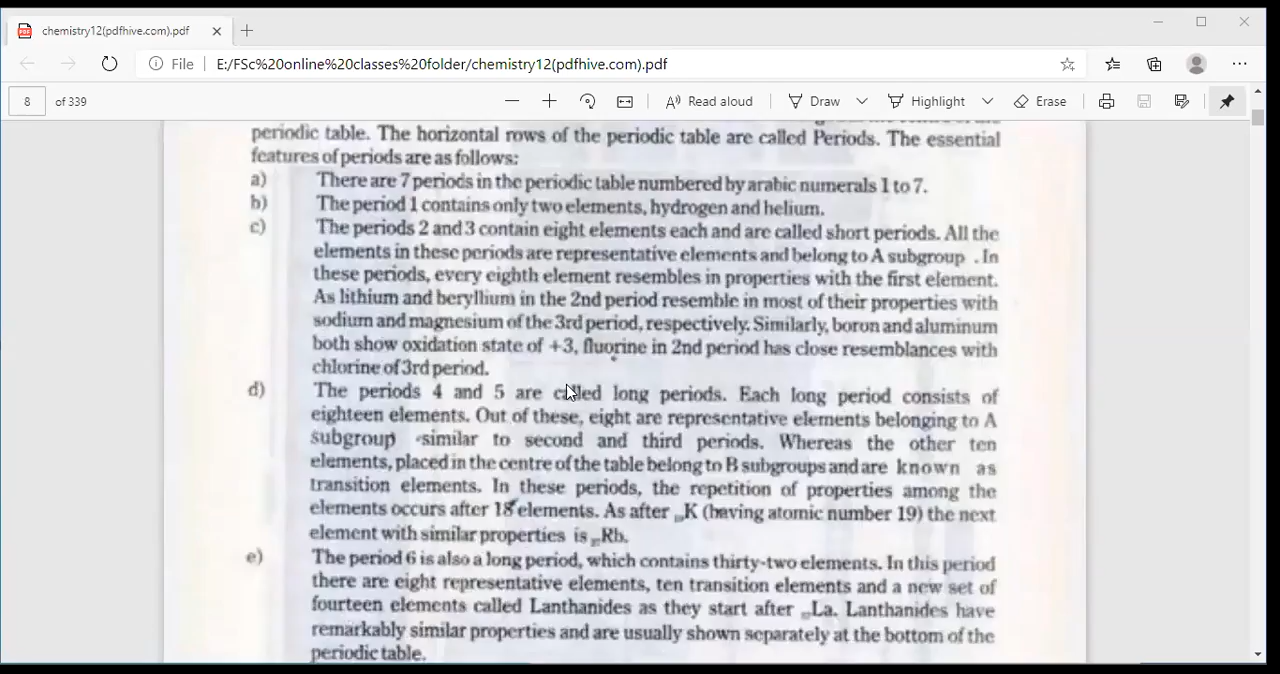 chemistry12(pdfhive.com).pdf
File E:/FSc%20online%20classes%20folder/chemistry12(pdfhive.com).pdf
8 of 339 Read aloud Draw Highlight Erase
periodic table. The horizontal rows of the periodic table are called Periods. The essential
features of periods are as follows:
a) There are 7 periods in the periodic table numbered by arabic numerals 1 to 7.
b) The period 1 contains only two elements, hydrogen and helium.
c) The periods 2 and 3 contain eight elements each and are called short periods. All the
elements in these periods are representative elements and belong to A subgroup . In
these periods, every eighth element resembles in properties with the first element.
As lithium and beryllium in the 2nd period resemble in most of their properties with
sodium and magnesium of the 3rd period, respectively. Similarly, boron and aluminum
both show oxidation state of +3, fluorine in 2nd period has close resemblances with
chlorine of 3rd period.
d) The periods 4 and 5 are called long periods. Each long period consists of
eighteen elements. Out of these, eight are representative elements belonging to A
subgroup similar to second and third periods. Whereas the other ten
elements, placed in the centre of the table belong to B subgroups and are known as
transition elements. In these periods, the repetition of properties among the
elements occurs after 18 elements. As after K (having atomic number 19) the next
element with similar properties is Rb.
e) The period 6 is also a long period, which contains thirty-two elements. In this period
there are eight representative elements, ten transition elements and a new set of
fourteen elements called Lanthanides as they start after La. Lanthanides have
remarkably similar properties and are usually shown separately at the bottom of the
periodic table.